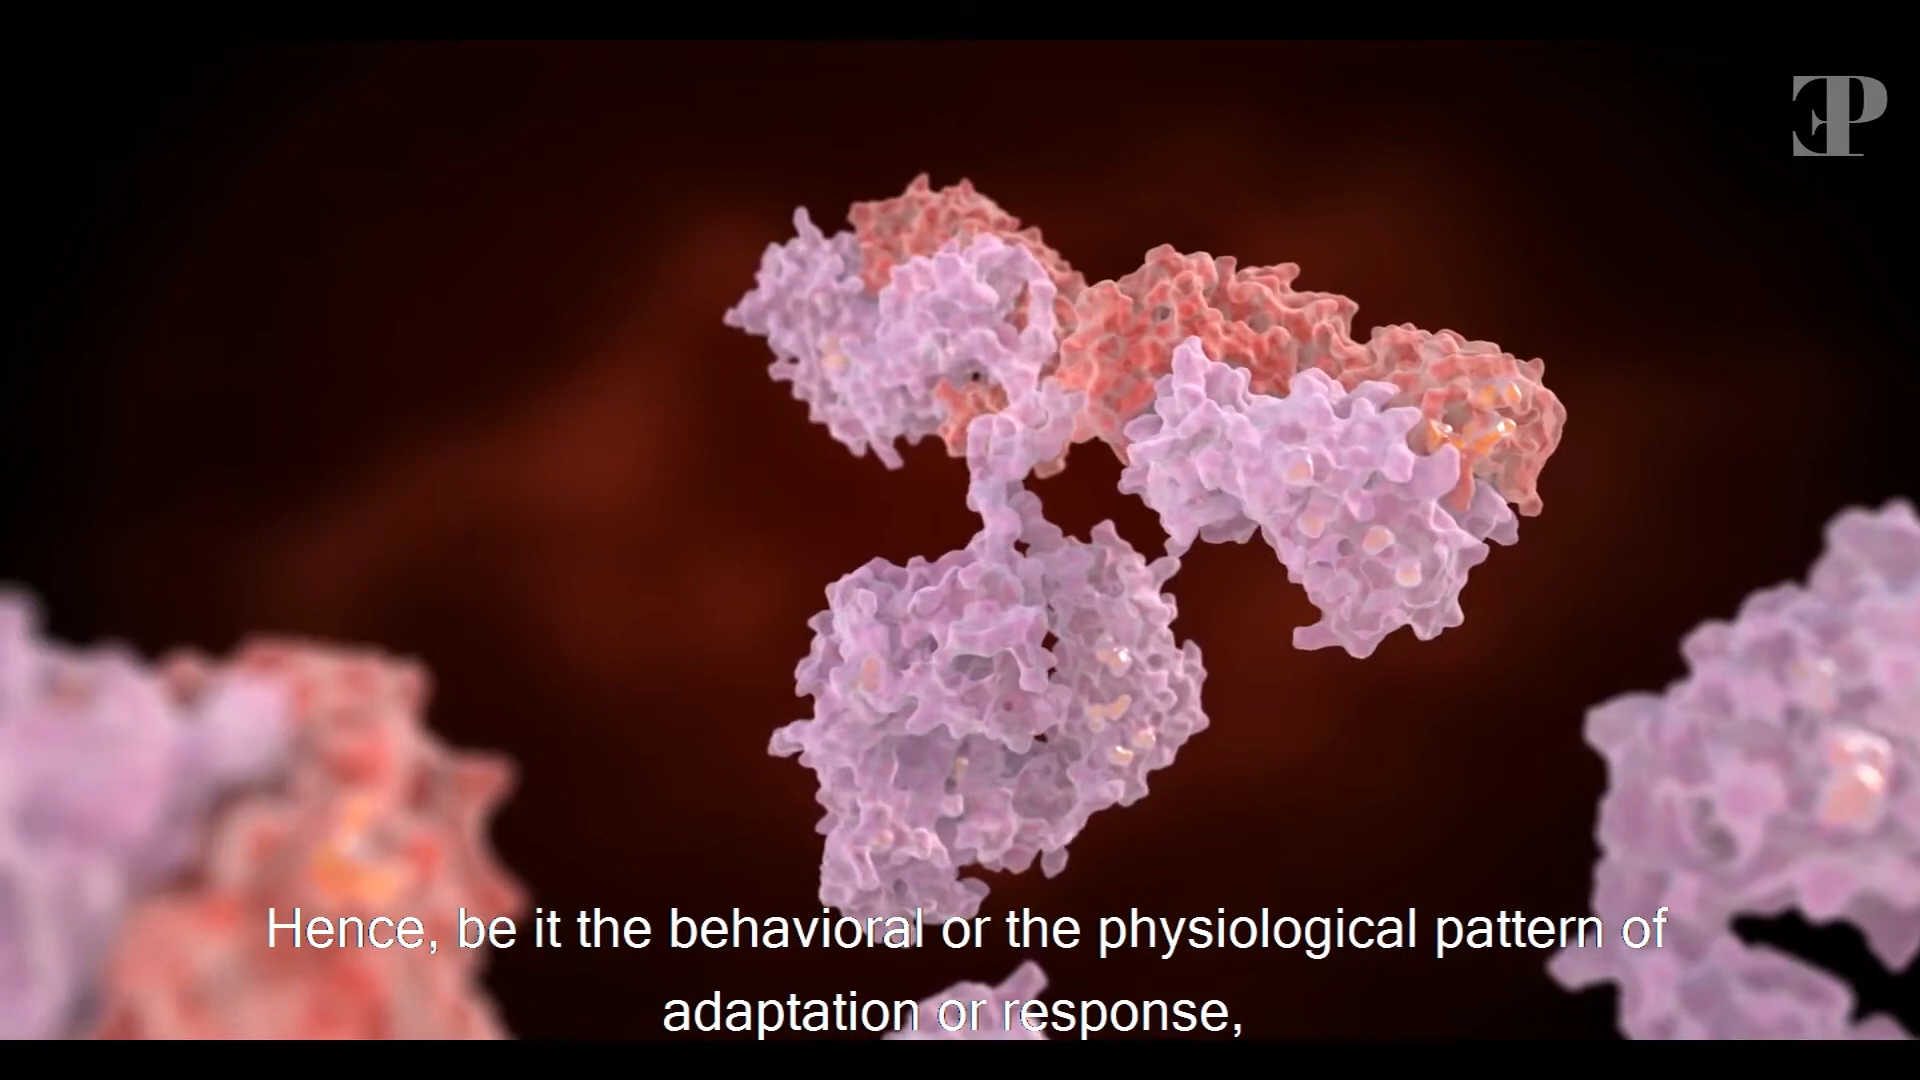 Hence, be it the behavioral or the physiological pattern of
adaptation or response,